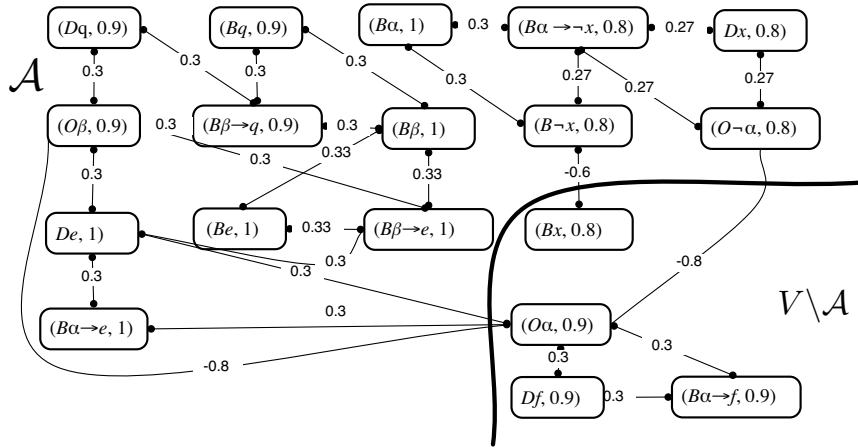 (Dq, 0.9) (Bq, 0.9) (Bα, 1) 0.3 (Bα→¬x, 0.8) 0.27 Dx, 0.8)
𝒜 0.3 0.3 0.3 0.3 0.3 0.27 0.27 0.27
(Oβ, 0.9) 0.3 (Bβ→q, 0.9) 0.3 (Bβ, 1) (B¬x, 0.8) (O¬α, 0.8)
0.3 0.3 0.33 0.33 -0.6
De, 1) (Be, 1) 0.33 (Bβ→e, 1) (Bx, 0.8)
0.3 0.3 0.3 -0.8
(Bα→e, 1) 0.3 (Oα, 0.9) V\𝒜
-0.8 0.3 0.3
Df, 0.9) 0.3 (Bα→f, 0.9)